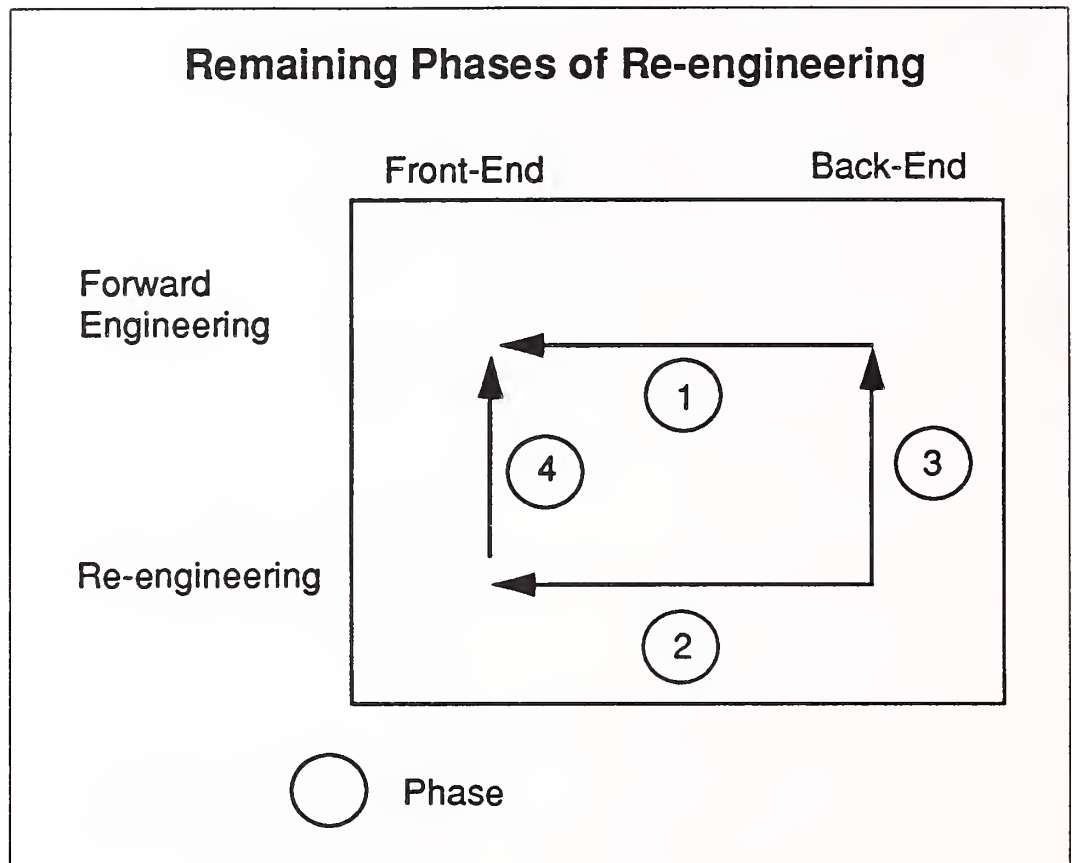 Remaining Phases of Re-engineering
Front-End
Back-End
Forward
Engineering
1
4
3
Re-engineering
2
Phase